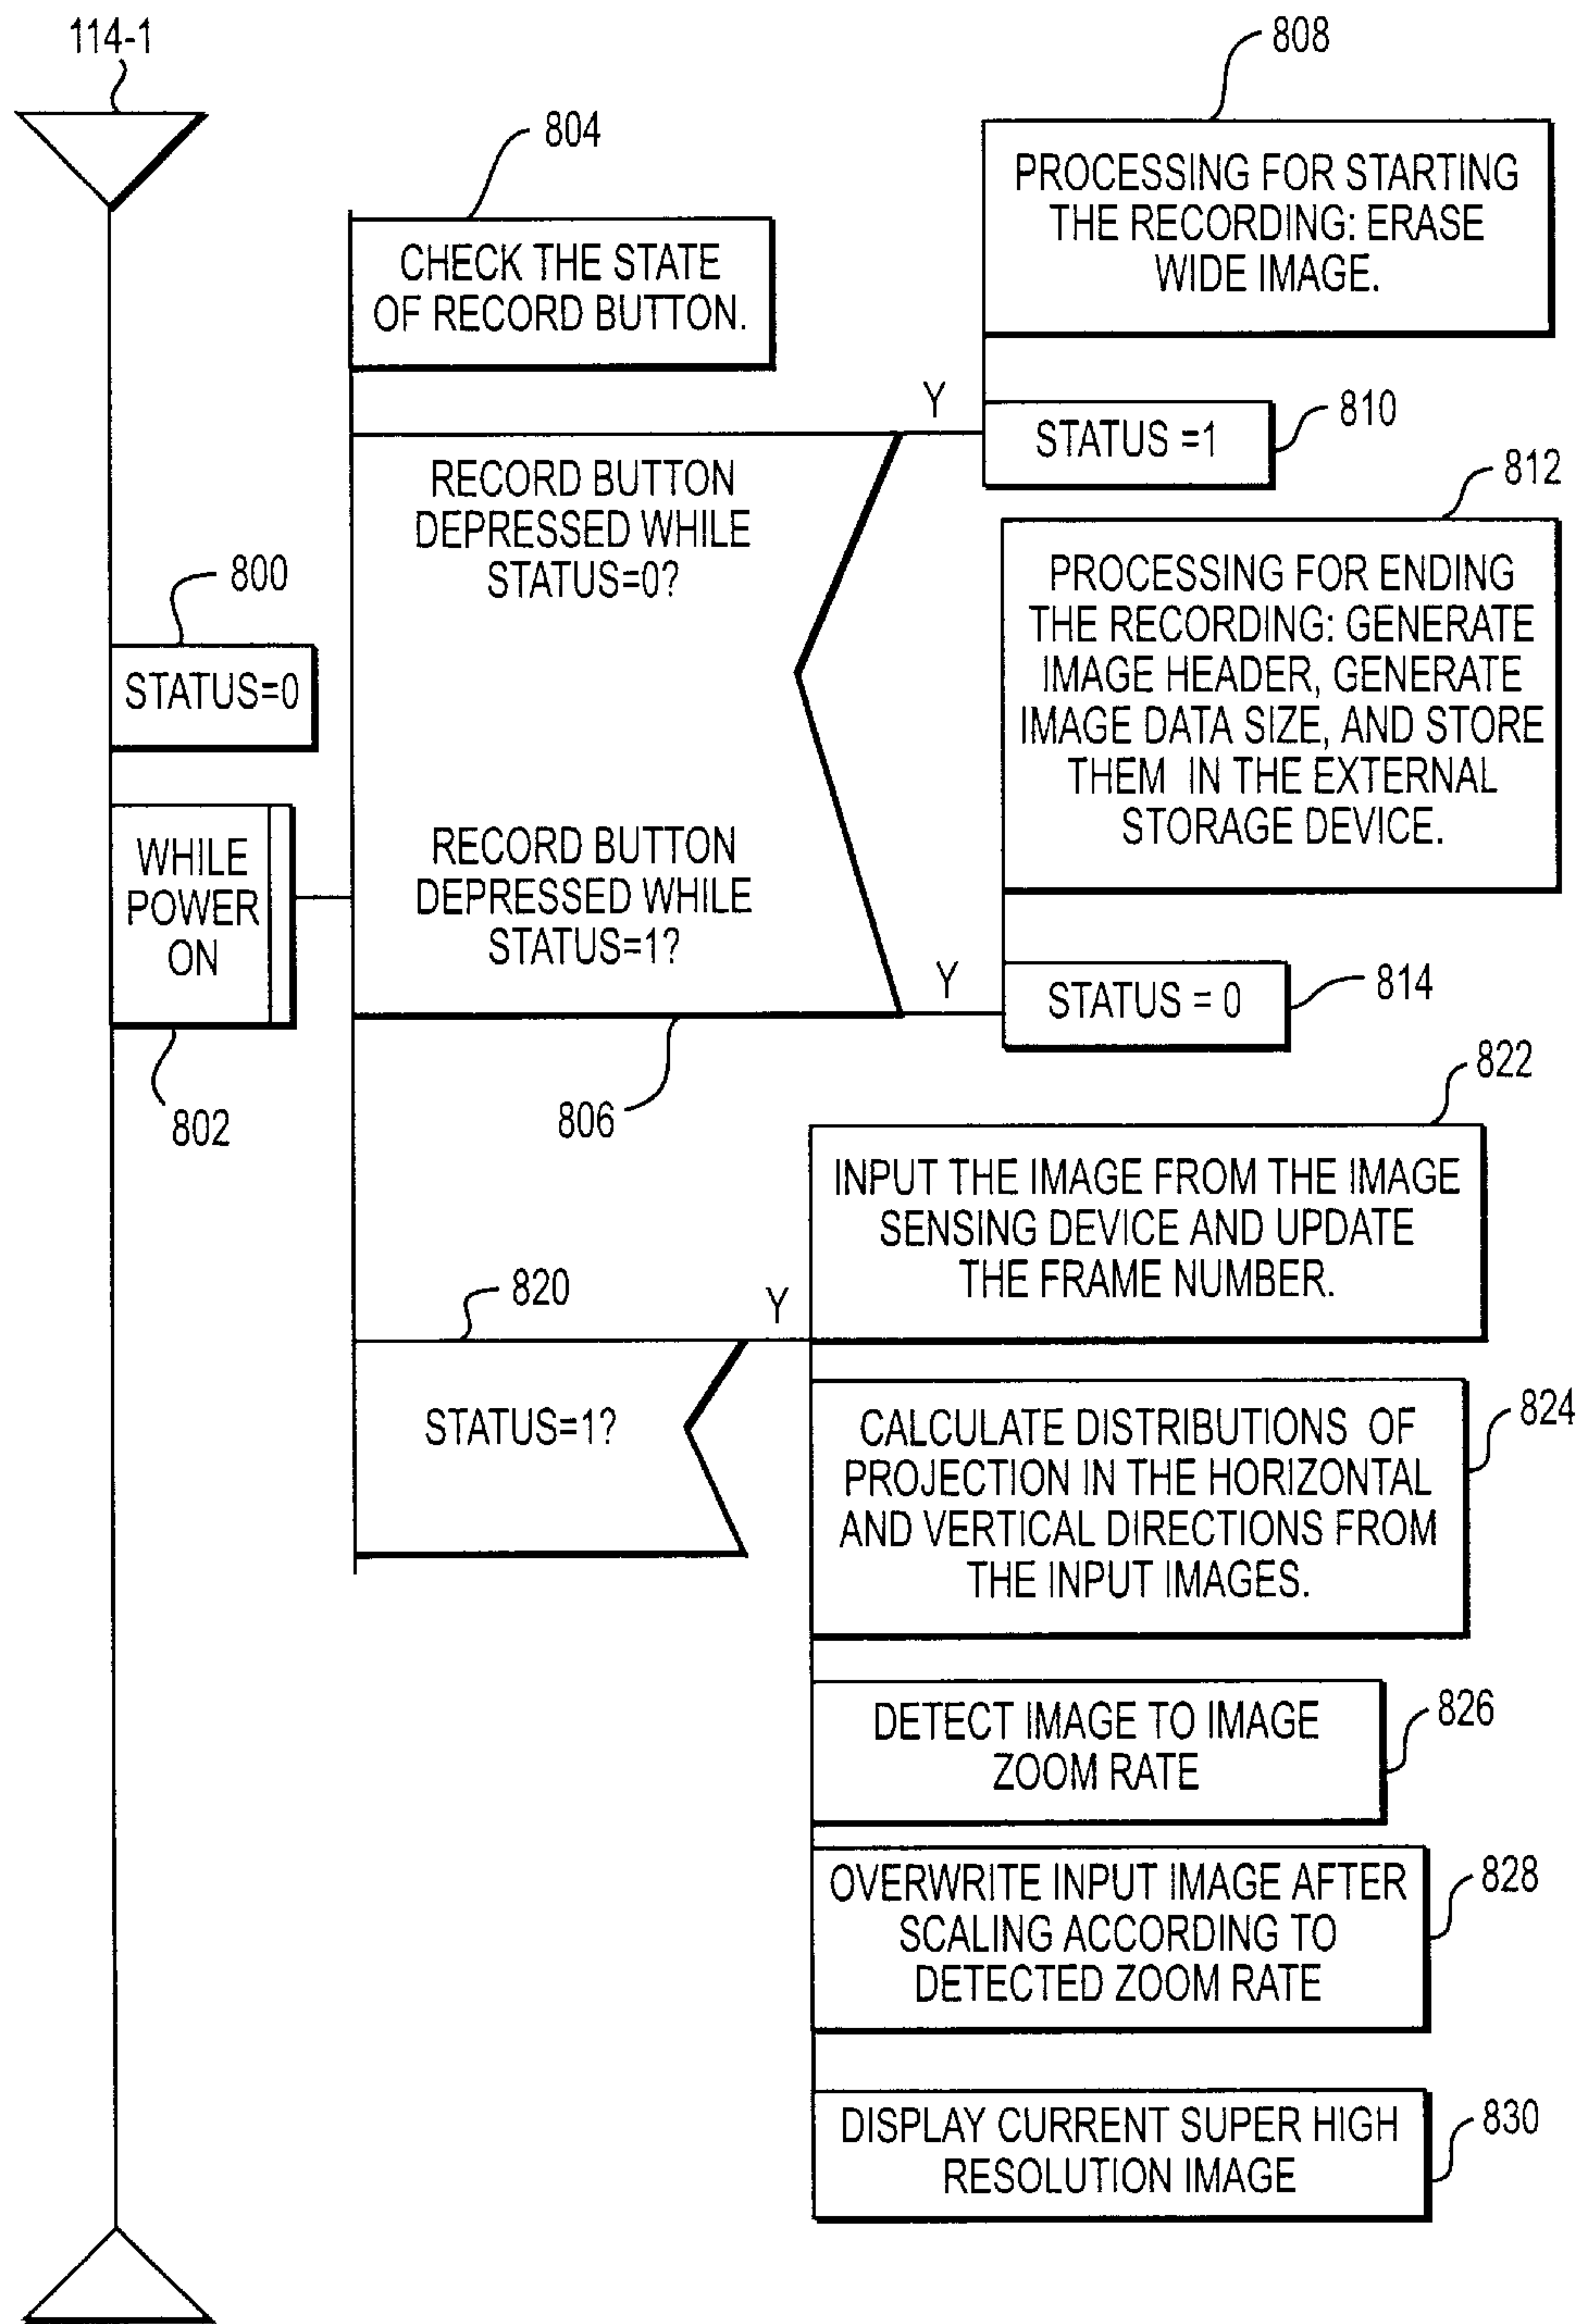 114-1
808
804
PROCESSING FOR STARTING
THE RECORDING: ERASE
WIDE IMAGE.
CHECK THE STATE
OF RECORD BUTTON.
Y
STATUS =1
810
RECORD BUTTON
DEPRESSED WHILE
STATUS=0?
812
PROCESSING FOR ENDING
THE RECORDING: GENERATE
IMAGE HEADER, GENERATE
IMAGE DATA SIZE, AND STORE
THEM IN THE EXTERNAL
STORAGE DEVICE.
800
STATUS=0
WHILE
POWER
ON
802
RECORD BUTTON
DEPRESSED WHILE
STATUS=1?
Y
STATUS = 0
814
806
822
INPUT THE IMAGE FROM THE IMAGE
SENSING DEVICE AND UPDATE
THE FRAME NUMBER.
820
Y
STATUS=1?
CALCULATE DISTRIBUTIONS OF
PROJECTION IN THE HORIZONTAL
AND VERTICAL DIRECTIONS FROM
THE INPUT IMAGES.
824
DETECT IMAGE TO IMAGE
ZOOM RATE
826
OVERWRITE INPUT IMAGE AFTER
SCALING ACCORDING TO
DETECTED ZOOM RATE
828
DISPLAY CURRENT SUPER HIGH
RESOLUTION IMAGE
830